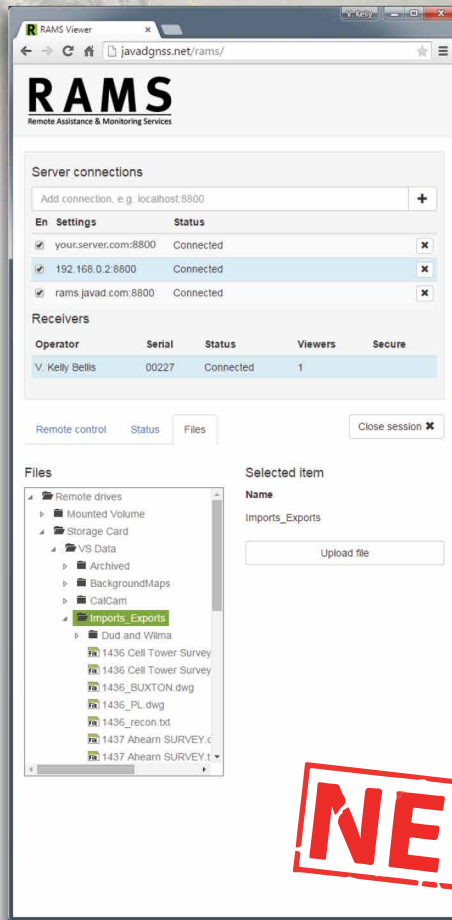 V. Kelly
RAMS Viewer
javadgnss.net/rams/
RAMS
Remote Assistance & Monitoring Services
Server connections
Add connection, e.g. localhost:8800
En Settings Status
your.server.com:8800 Connected
192.168.0.2:8800 Connected
rams.javad.com:8800 Connected
Receivers
Operator Serial Status Viewers Secure
V. Kelly Bellis 00227 Connected 1
Remote control Status Files Close session
Files
Remote drives
Mounted Volume
Storage Card
VS Data
Archived
BackgroundMaps
CalCam
Imports_Exports
Dud and Wilma
1436 Cell Tower Survey
1436 Cell Tower Survey
1436_BUXTON.dwg
1436_PL.dwg
1436_recon.txt
1437 Ahearn SURVEY.c
1437 Ahearn SURVEY.t
Selected item
Name
Imports_Exports
Upload file
NE